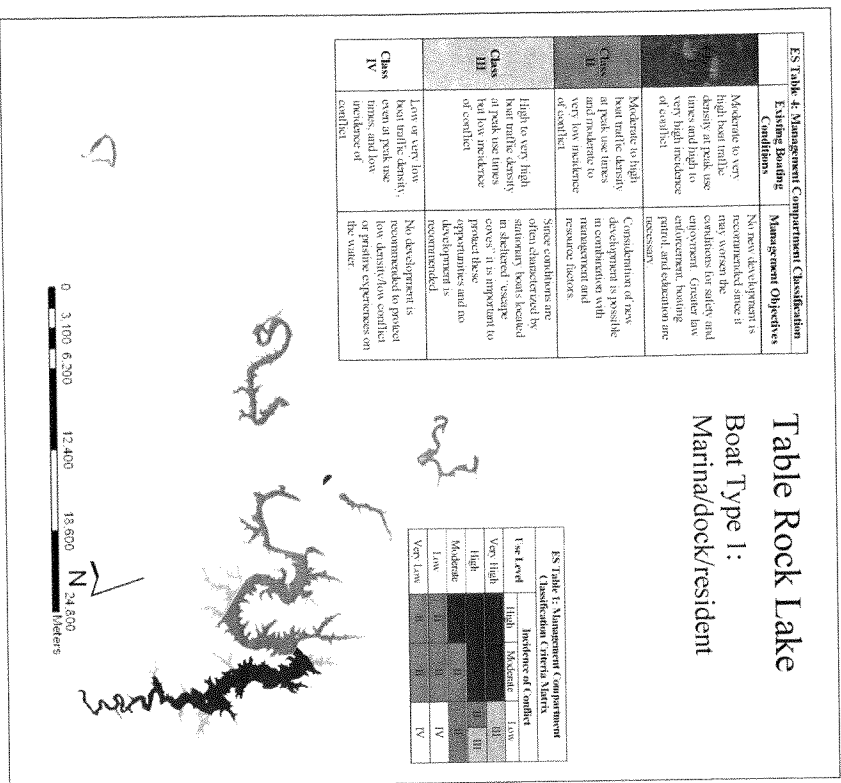 Table Rock Lake
Boat Type 1:
Marina/dock/resident
ES Table 4: Management Compartment Classification
Existing Boating
Conditions
Management Objectives
Moderate to very
high boat traffic
density at peak use
times and high to
very high incidence
of conflict
No new development is
recommended since it
may worsen the
conditions for safety and
enjoyment. Greater law
enforcement, boating
patrol, and education are
necessary.
Class
II
Moderate to high
boat traffic density
at peak use times
and moderate to
very low incidence
of conflict
Consideration of new
development is possible
in combination with
management and
resource factors.
Class
III
High to very high
boat traffic density
at peak use times
but low incidence
of conflict
Since conditions are
often characterized by
stationary boats located
in sheltered "escape
coves" it is important to
protect these
opportunities and no
development is
recommended.
Class
IV
Low or very low
boat traffic density,
even at peak use
times, and low
incidence of
conflict
No development is
recommended to protect
low density/low conflict
or pristine experiences on
the water
ES Table 1: Management Compartment
Classification Criteria Matrix
Use Level
Incidence of Conflict
High Moderate Low
Very High III
High II III
Moderate II II
Low II II IV
Very Low II II IV
0 3,100 6,200 12,400 18,600 24,800
Meters
N